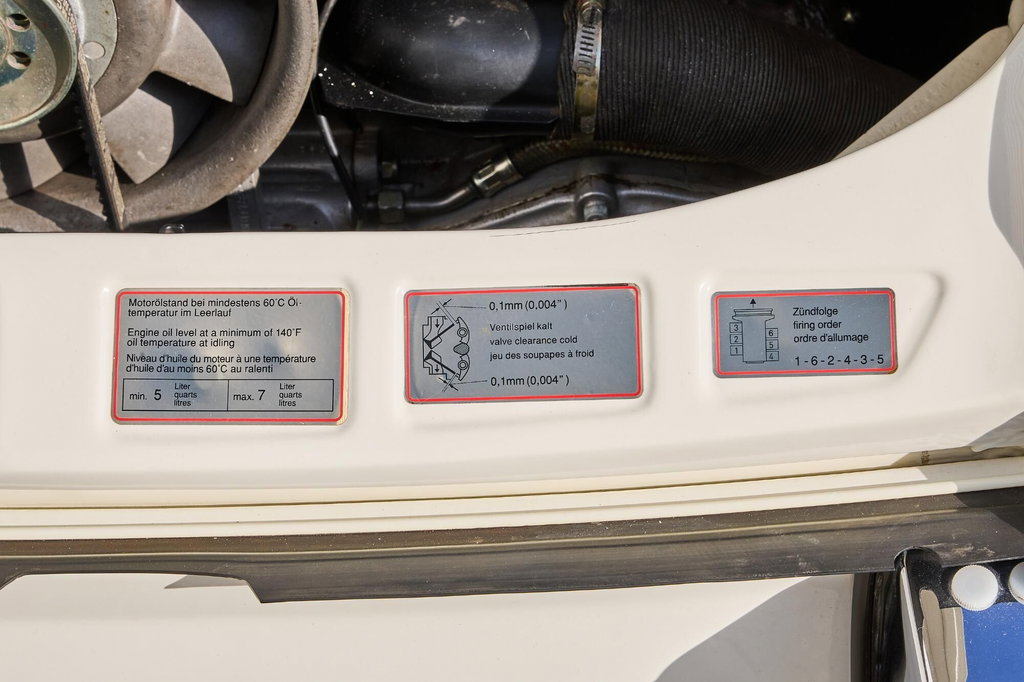 Motorölstand bei mindestens 60°C Öl-
temperatur im Leerlauf
Engine oil level at a minimum of 140°F
oil temperature at idling
Niveau d'huile du moteur à une température
d'huile d'au moins 60°C au ralenti
min. 5 Liter quarts litres
max. 7 Liter quarts litres
0,1mm (0,004")
Ventilspiel kalt
valve clearance cold
jeu des soupapes à froid
0,1mm (0,004")
Zündfolge
firing order
ordre d'allumage
1-6-2-4-3-5
3 6
2 5
1 4